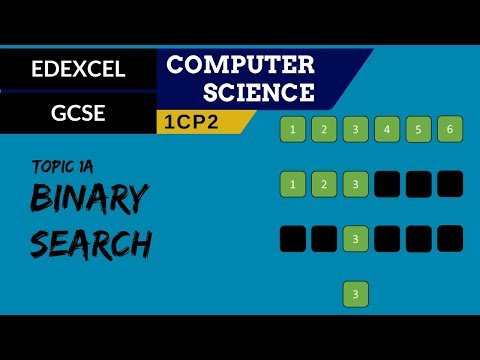 EDEXCEL
GCSE
COMPUTER
SCIENCE
1CP2
TOPIC 1A
BINARY
SEARCH
1 2 3 4 5 6
1 2 3
3
3